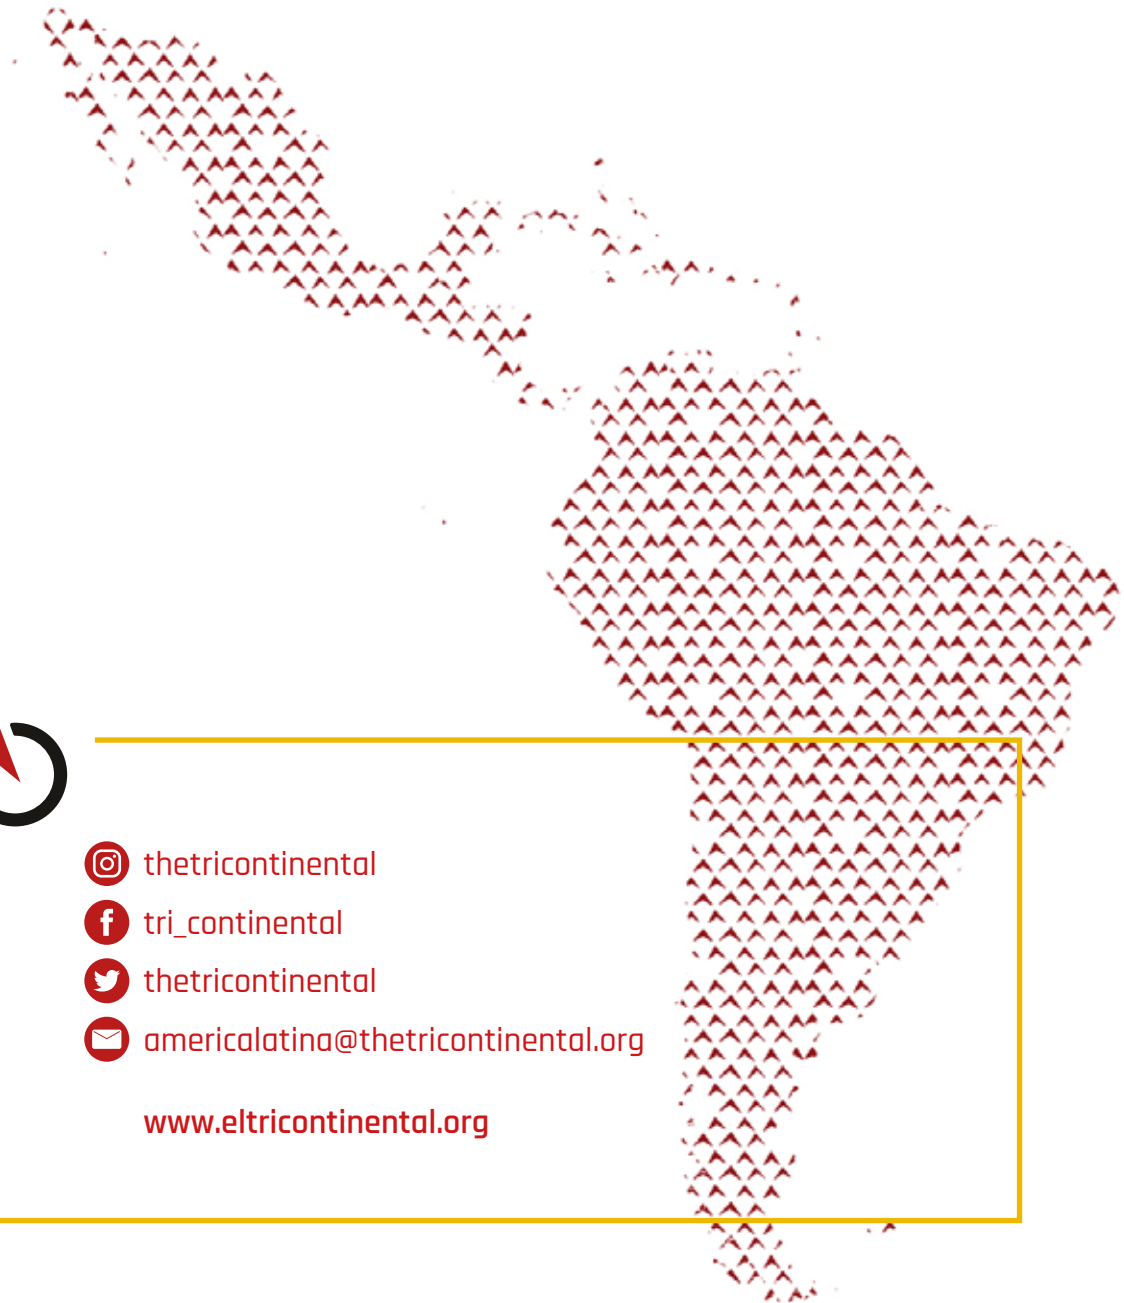 thetricontinental
tri_continental
thetricontinental
americalatina@thetricontinental.org
www.eltricontinental.org